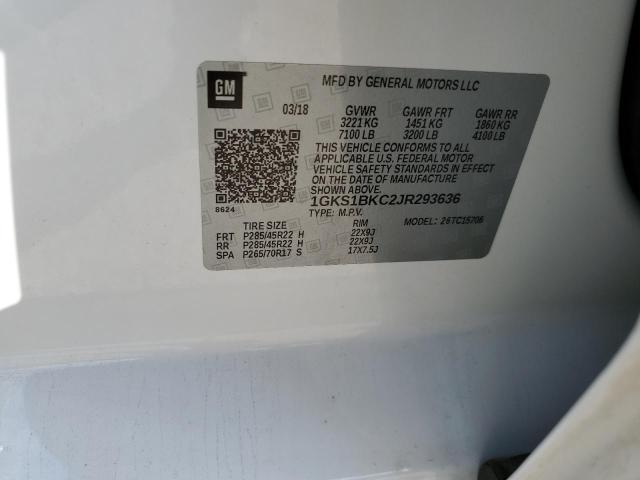 GM
MFD BY GENERAL MOTORS LLC
03/18 GVWR GAWR FRT GAWR RR
3221 KG 1451 KG 1860 KG
7100 LB 3200 LB 4100 LB
THIS VEHICLE CONFORMS TO ALL
APPLICABLE U.S. FEDERAL MOTOR
VEHICLE SAFETY STANDARDS IN EFFECT
ON THE DATE OF MANUFACTURE
SHOWN ABOVE.
1GKS1BKC2JR293636
8624 TYPE: M.P.V. MODEL: 26TC15706
TIRE SIZE RIM
FRT P285/45R22 H 22X9J
RR P285/45R22 H 22X9J
SPA P265/70R17 S 17X7.5J